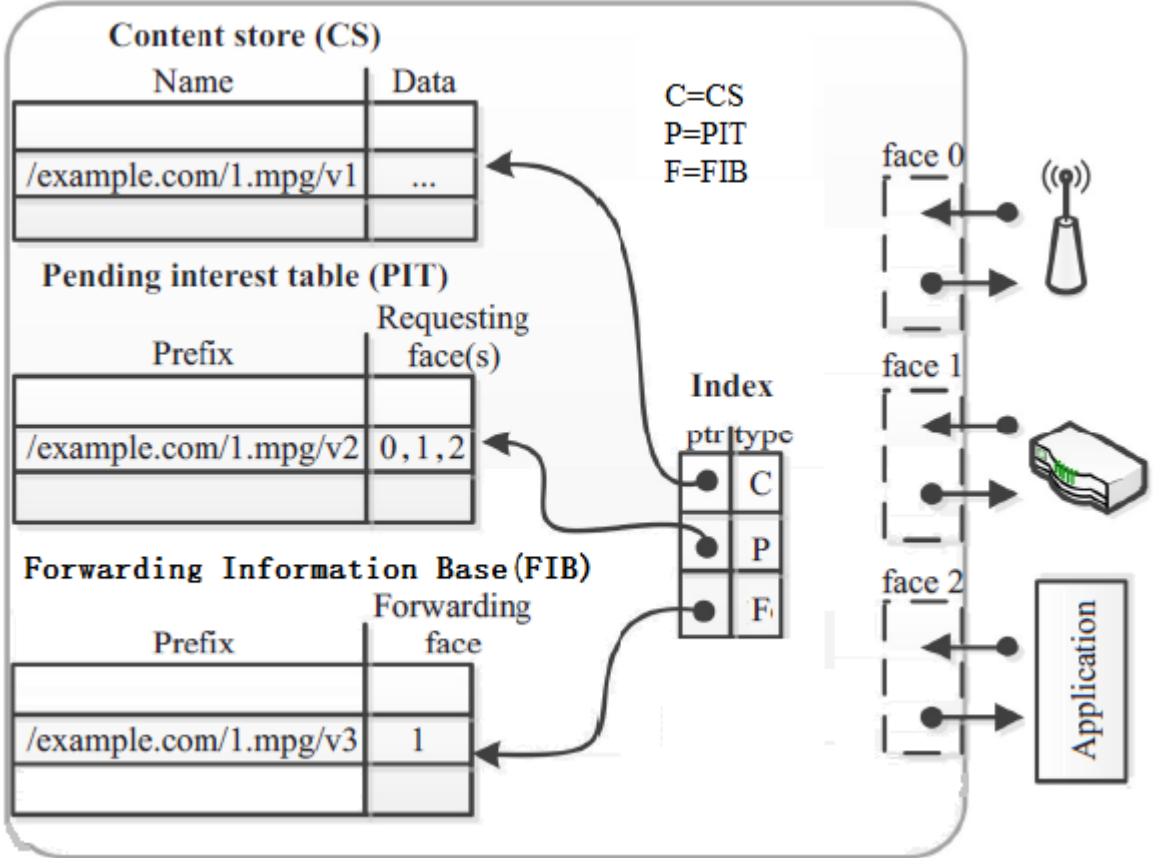 Content store (CS)
Name Data
/example.com/1.mpg/v1 ...
Pending interest table (PIT)
Prefix Requesting face(s)
/example.com/1.mpg/v2 0,1,2
Forwarding Information Base(FIB)
Prefix Forwarding face
/example.com/1.mpg/v3 1
C=CS
P=PIT
F=FIB
Index
ptr type
C
P
F
face 0
face 1
face 2
Application